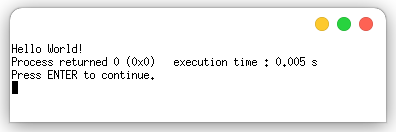 Hello World!
Process returned 0 (0x0)   execution time : 0.005 s
Press ENTER to continue.